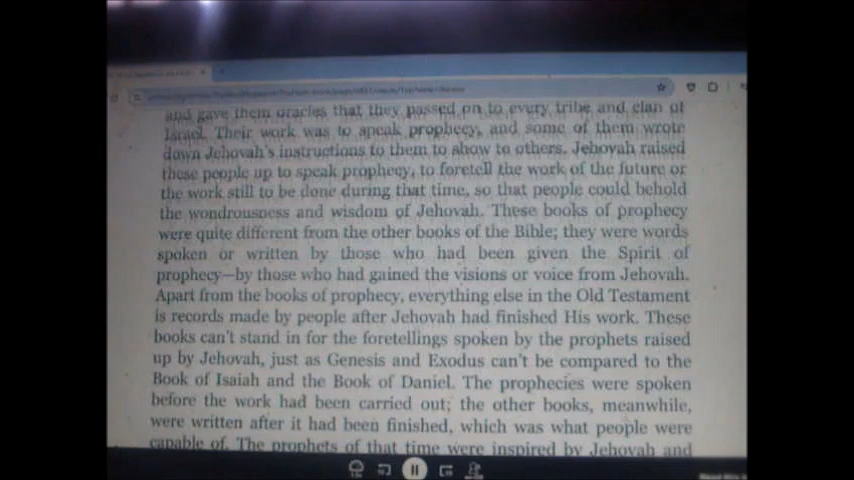 and gave them oracles that they passed on to every tribe and clan of
Israel. Their work was to speak prophecy, and some of them wrote
down Jehovah's instructions to them to show to others. Jehovah raised
these people up to speak prophecy, to foretell the work of the future or
the work still to be done during that time, so that people could behold
the wondrousness and wisdom of Jehovah. These books of prophecy
were quite different from the other books of the Bible; they were words
spoken or written by those who had been given the Spirit of
prophecy—by those who had gained the visions or voice from Jehovah.
Apart from the books of prophecy, everything else in the Old Testament
is records made by people after Jehovah had finished His work. These
books can't stand in for the foretellings spoken by the prophets raised
up by Jehovah, just as Genesis and Exodus can't be compared to the
Book of Isaiah and the Book of Daniel. The prophecies were spoken
before the work had been carried out; the other books, meanwhile,
were written after it had been finished, which was what people were
capable of. The prophets of that time were inspired by Jehovah and